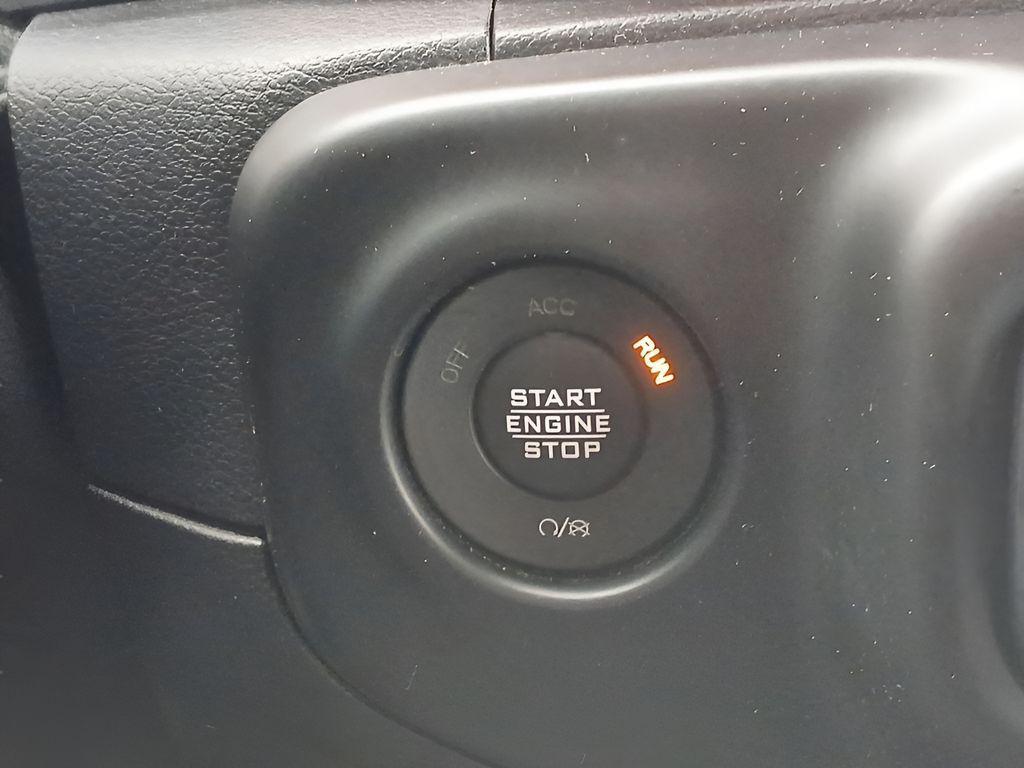 ACC
OFF
RUN
START
ENGINE
STOP